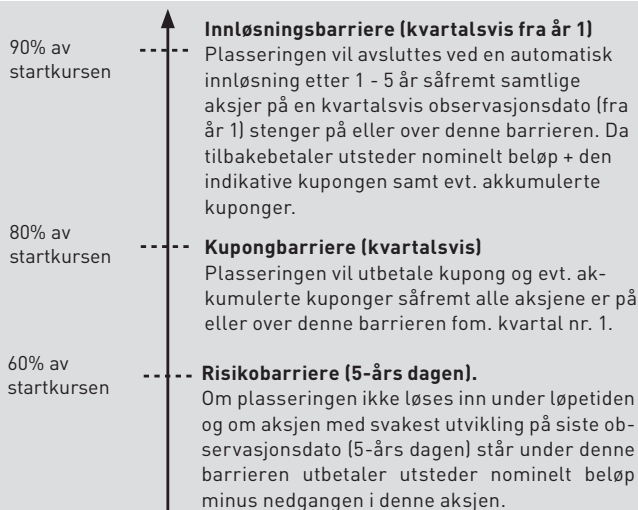 90% av
startkursen
Innløsningsbarriere (kvartalsvis fra år 1)
Plasseringen vil avsluttes ved en automatisk
innløsning etter 1 - 5 år såfremt samtlige
aksjer på en kvartalsvis observasjonsdato (fra
år 1) stenger på eller over denne barrieren. Da
tilbakebetaler utsteder nominelt beløp + den
indikative kupongen samt evt. akkumulerte
kuponger.
80% av
startkursen
Kupongbarriere (kvartalsvis)
Plasseringen vil utbetale kupong og evt. ak-
kumulerte kuponger såfremt alle aksjene er på
eller over denne barrieren fom. kvartal nr. 1.
60% av
startkursen
Risikobarriere (5-års dagen).
Om plasseringen ikke løses inn under løpetiden
og om aksjen med svakest utvikling på siste ob-
servasjonsdato (5-års dagen) står under denne
barrieren utbetaler utsteder nominelt beløp
minus nedgangen i denne aksjen.